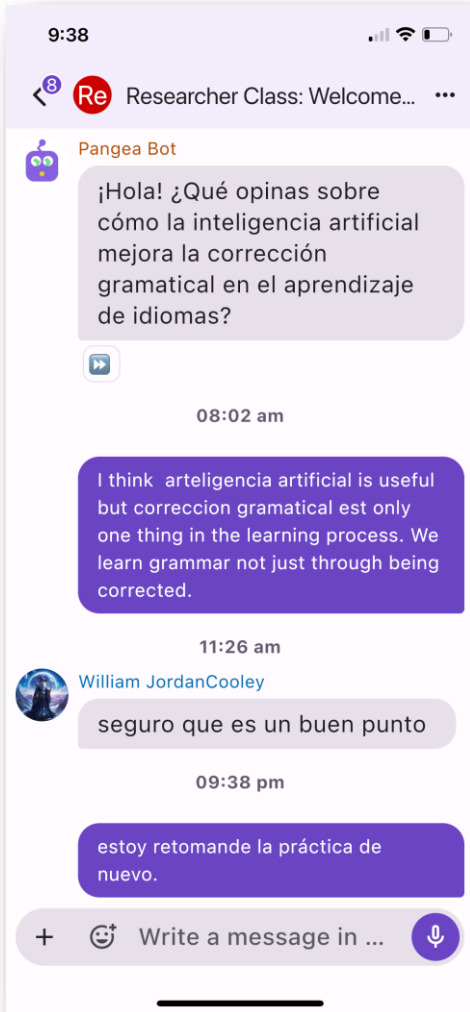 9:38
8
Re Researcher Class: Welcome... ...
Pangea Bot
¡Hola! ¿Qué opinas sobre
cómo la inteligencia artificial
mejora la corrección
gramatical en el aprendizaje
de idiomas?
08:02 am
I think  arteligencia artificial is useful
but correccion gramatical est only
one thing in the learning process. We
learn grammar not just through being
corrected.
11:26 am
William JordanCooley
seguro que es un buen punto
09:38 pm
estoy retomande la práctica de
nuevo.
+ Write a message in ...